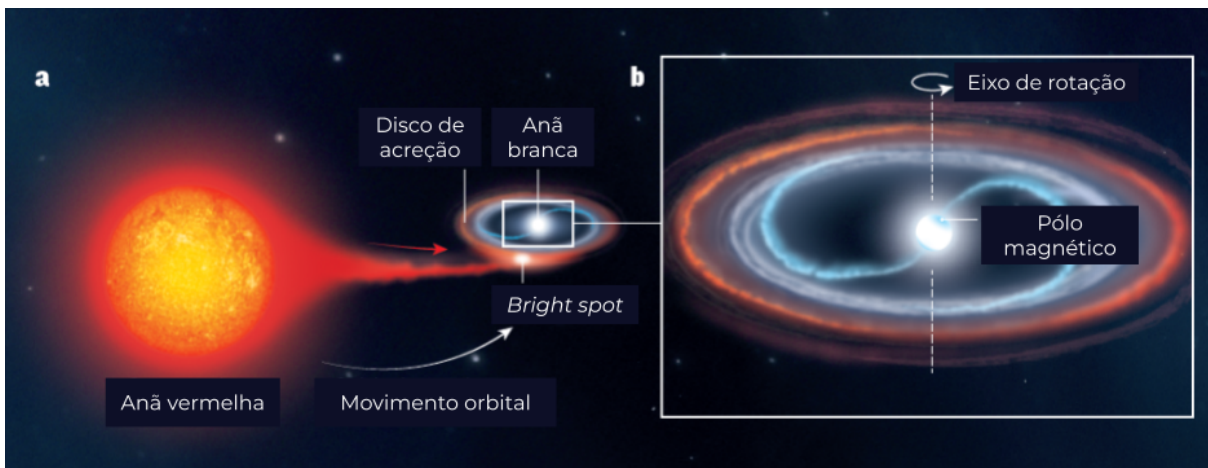 a
Disco de
acreção
Anã
branca
Bright spot
Anã vermelha
Movimento orbital
b
Eixo de rotação
Pólo
magnético